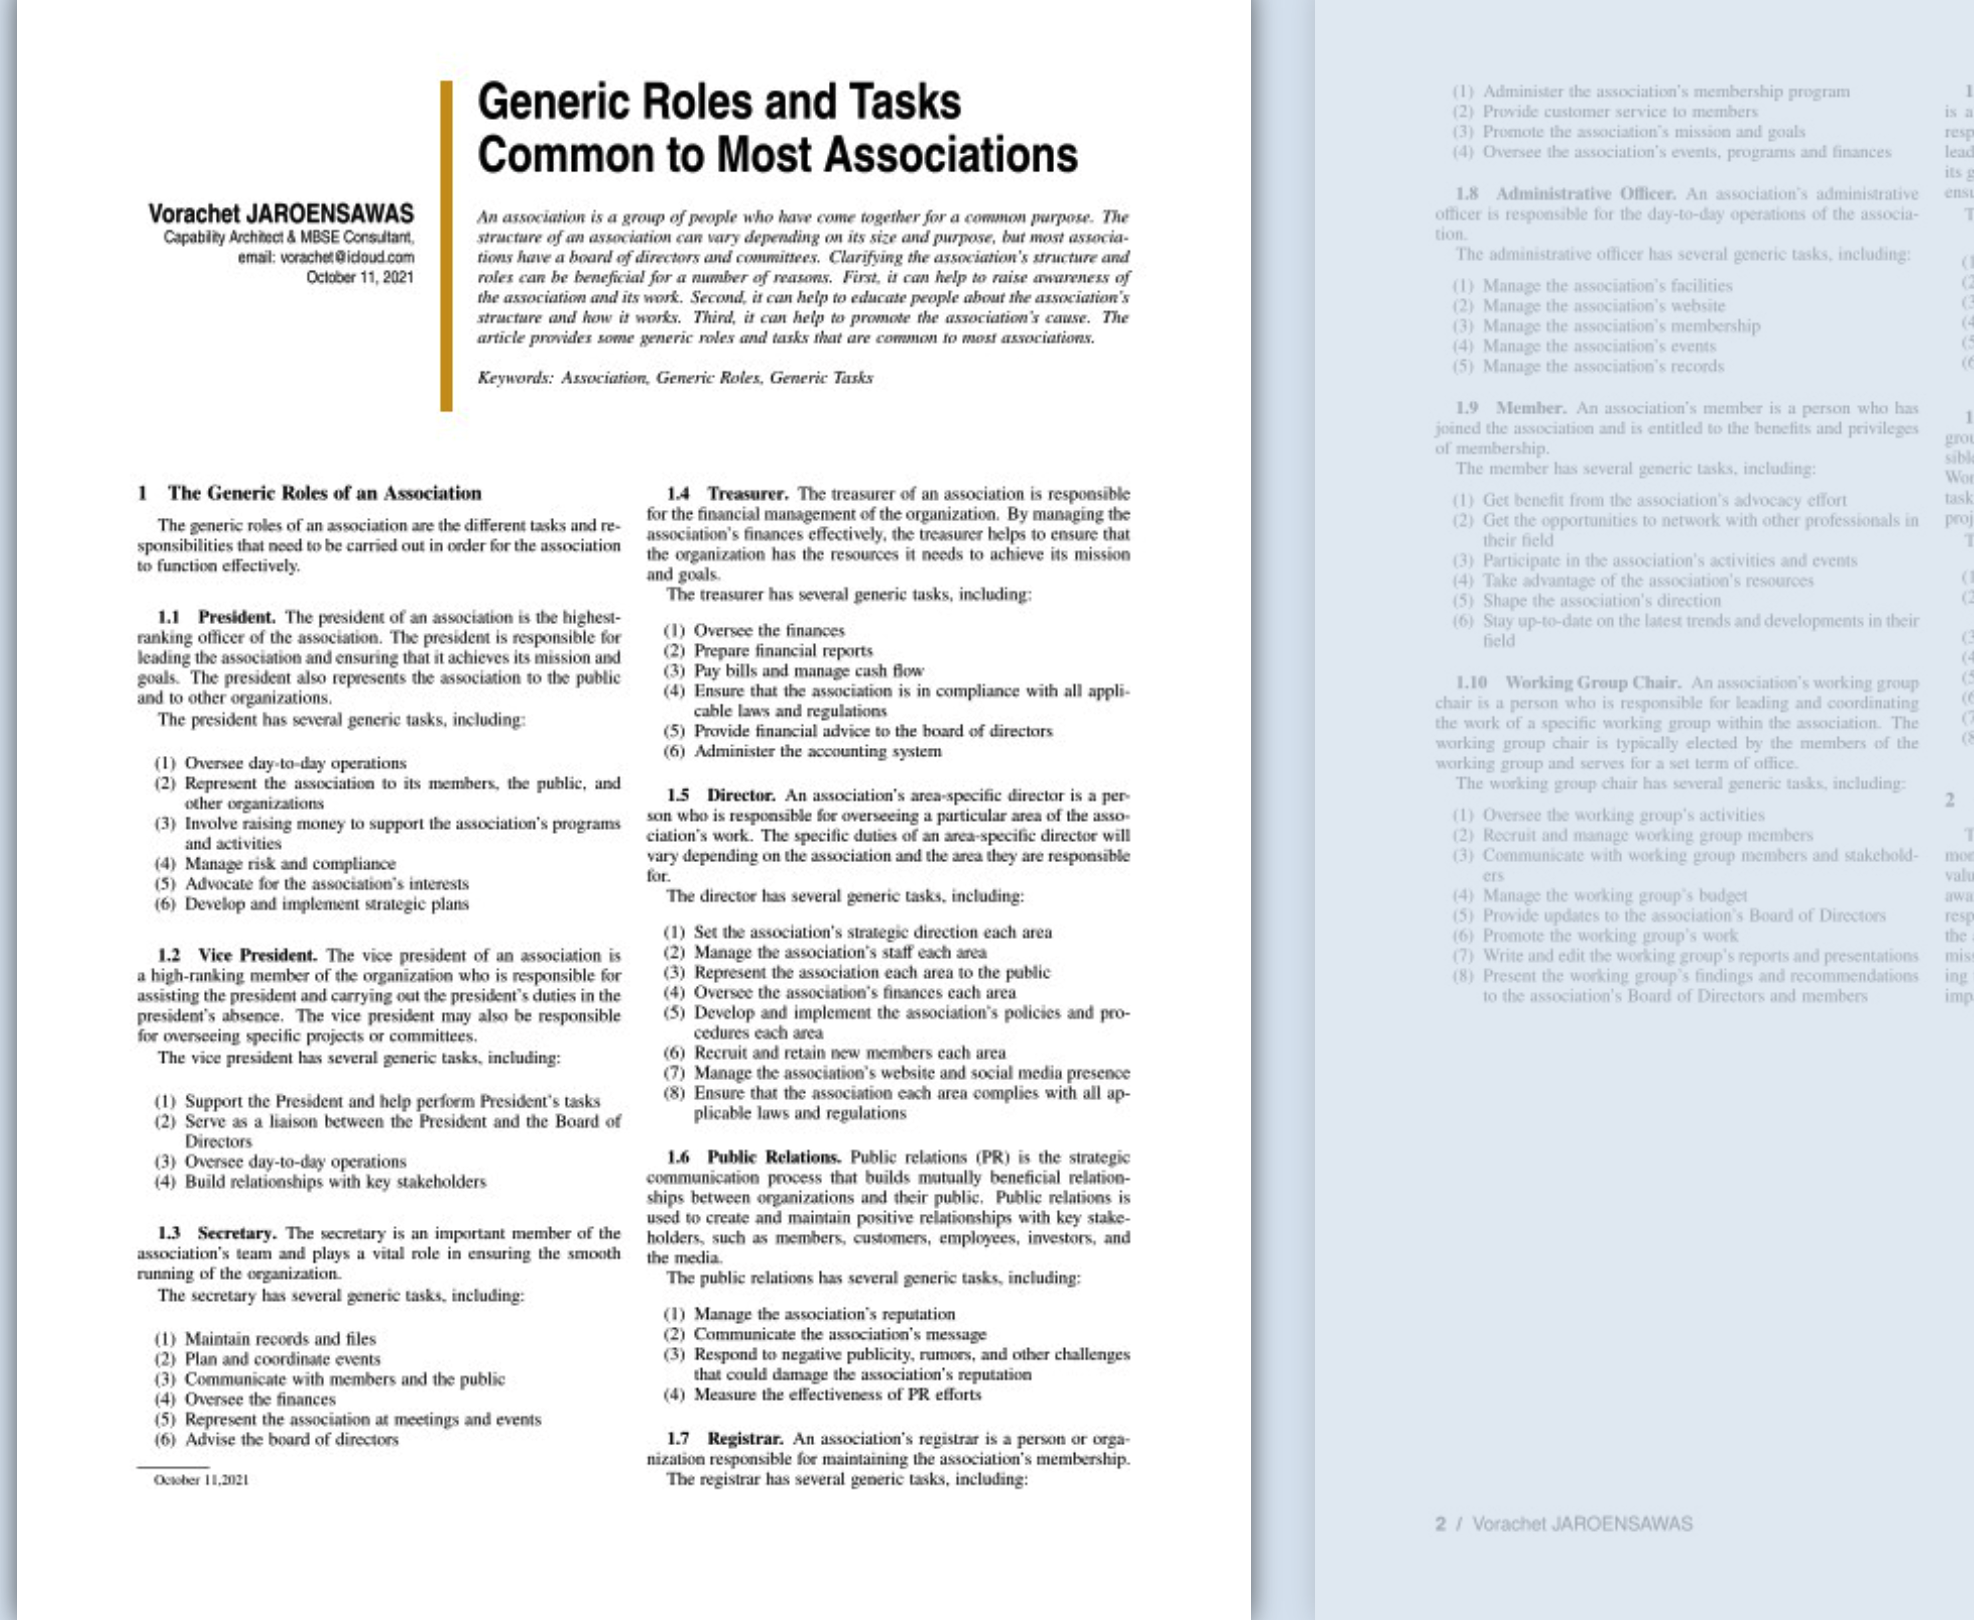 Generic Roles and Tasks
Common to Most Associations
Vorachet JAROENSAWAS
Capability Architect & MBSE Consultant,
email: vorachet@icloud.com
October 11, 2021
An association is a group of people who have come together for a common purpose. The
structure of an association can vary depending on its size and purpose, but most associa-
tions have a board of directors and committees. Clarifying the association's structure and
roles can be beneficial for a number of reasons. First, it can help to raise awareness of
the association and its work. Second, it can help to educate people about the association's
structure and how it works. Third, it can help to promote the association's cause. The
article provides some generic roles and tasks that are common to most associations.
Keywords: Association, Generic Roles, Generic Tasks
1 The Generic Roles of an Association
The generic roles of an association are the different tasks and re-
sponsibilities that need to be carried out in order for the association
to function effectively.
1.1 President. The president of an association is the highest-
ranking officer of the association. The president is responsible for
leading the association and ensuring that it achieves its mission and
goals. The president also represents the association to the public
and to other organizations.
The president has several generic tasks, including:
(1) Oversee day-to-day operations
(2) Represent the association to its members, the public, and
other organizations
(3) Involve raising money to support the association's programs
and activities
(4) Manage risk and compliance
(5) Advocate for the association's interests
(6) Develop and implement strategic plans
1.2 Vice President. The vice president of an association is
a high-ranking member of the organization who is responsible for
assisting the president and carrying out the president's duties in the
president's absence. The vice president may also be responsible
for overseeing specific projects or committees.
The vice president has several generic tasks, including:
(1) Support the President and help perform President's tasks
(2) Serve as a liaison between the President and the Board of
Directors
(3) Oversee day-to-day operations
(4) Build relationships with key stakeholders
1.3 Secretary. The secretary is an important member of the
association's team and plays a vital role in ensuring the smooth
running of the organization.
The secretary has several generic tasks, including:
(1) Maintain records and files
(2) Plan and coordinate events
(3) Communicate with members and the public
(4) Oversee the finances
(5) Represent the association at meetings and events
(6) Advise the board of directors
October 11,2021
1.4 Treasurer. The treasurer of an association is responsible
for the financial management of the organization. By managing the
association's finances effectively, the treasurer helps to ensure that
the organization has the resources it needs to achieve its mission
and goals.
The treasurer has several generic tasks, including:
(1) Oversee the finances
(2) Prepare financial reports
(3) Pay bills and manage cash flow
(4) Ensure that the association is in compliance with all appli-
cable laws and regulations
(5) Provide financial advice to the board of directors
(6) Administer the accounting system
1.5 Director. An association's area-specific director is a per-
son who is responsible for overseeing a particular area of the asso-
ciation's work. The specific duties of an area-specific director will
vary depending on the association and the area they are responsible
for.
The director has several generic tasks, including:
(1) Set the association's strategic direction each area
(2) Manage the association's staff each area
(3) Represent the association each area to the public
(4) Oversee the association's finances each area
(5) Develop and implement the association's policies and pro-
cedures each area
(6) Recruit and retain new members each area
(7) Manage the association's website and social media presence
(8) Ensure that the association each area complies with all ap-
plicable laws and regulations
1.6 Public Relations. Public relations (PR) is the strategic
communication process that builds mutually beneficial relation-
ships between organizations and their public. Public relations is
used to create and maintain positive relationships with key stake-
holders, such as members, customers, employees, investors, and
the media.
The public relations has several generic tasks, including:
(1) Manage the association's reputation
(2) Communicate the association's message
(3) Respond to negative publicity, rumors, and other challenges
that could damage the association's reputation
(4) Measure the effectiveness of PR efforts
1.7 Registrar. An association's registrar is a person or orga-
nization responsible for maintaining the association's membership.
The registrar has several generic tasks, including:
(1) Administer the association's membership program
(2) Provide customer service to members
(3) Promote the association's mission and goals
(4) Oversee the association's events, programs and finances
1.8 Administrative Officer. An association's administrative
officer is responsible for the day-to-day operations of the associa-
tion.
The administrative officer has several generic tasks, including:
(1) Manage the association's facilities
(2) Manage the association's website
(3) Manage the association's membership
(4) Manage the association's events
(5) Manage the association's records
1.9 Member. An association's member is a person who has
joined the association and is entitled to the benefits and privileges
of membership.
The member has several generic tasks, including:
(1) Get benefit from the association's advocacy effort
(2) Get the opportunities to network with other professionals in
their field
(3) Participate in the association's activities and events
(4) Take advantage of the association's resources
(5) Shape the association's direction
(6) Stay up-to-date on the latest trends and developments in their
field
1.10 Working Group Chair. An association's working group
chair is a person who is responsible for leading and coordinating
the work of a specific working group within the association. The
working group chair is typically elected by the members of the
working group and serves for a set term of office.
The working group chair has several generic tasks, including:
(1) Oversee the working group's activities
(2) Recruit and manage working group members
(3) Communicate with working group members and stakehold-
ers
(4) Manage the working group's budget
(5) Provide updates to the association's Board of Directors
(6) Promote the working group's work
(7) Write and edit the working group's reports and presentations
(8) Present the working group's findings and recommendations
to the association's Board of Directors and members
2 / Vorachet JAROENSAWAS
is a
its g
2
the
ing